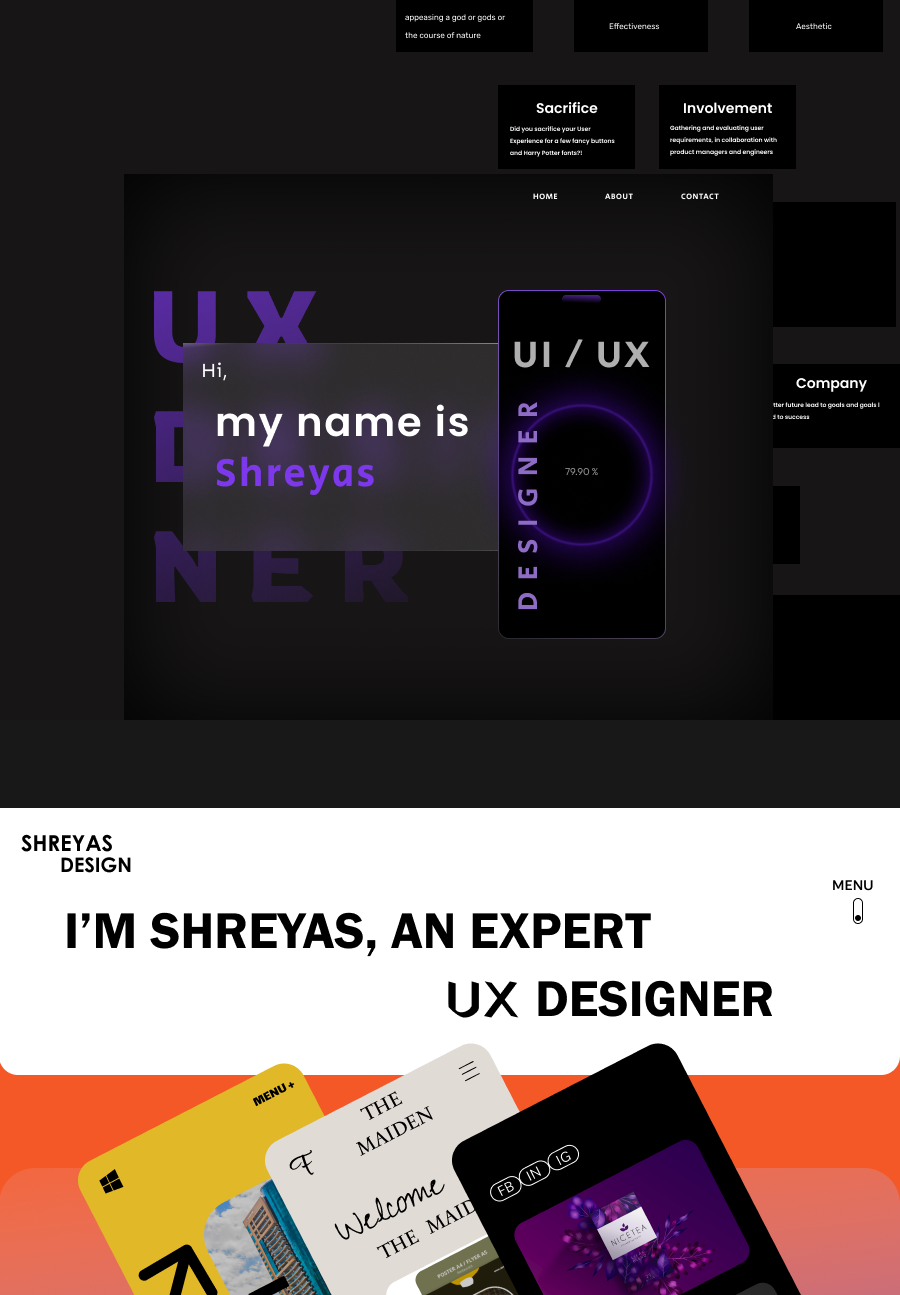 appeasing a god or gods or
the course of nature
Effectiveness
Aesthetic
Sacrifice
Did you sacrifice your User
Experience for a few fancy buttons
and Harry Potter fonts?!
Involvement
Gathering and evaluating user
requirements, in collaboration with
product managers and engineers
HOME ABOUT CONTACT
UX
D
NER
Hi,
my name is
Shreyas
UI / UX
DESIGNER
79.90 %
Company
future lead to goals and goals
to success
SHREYAS
DESIGN
MENU
I’M SHREYAS, AN EXPERT
UX DESIGNER
MENU+
THE
MAIDEN
Welcome
THE MAID
POSTER A4 / FLYER A5
FB IN IG
NICETEA